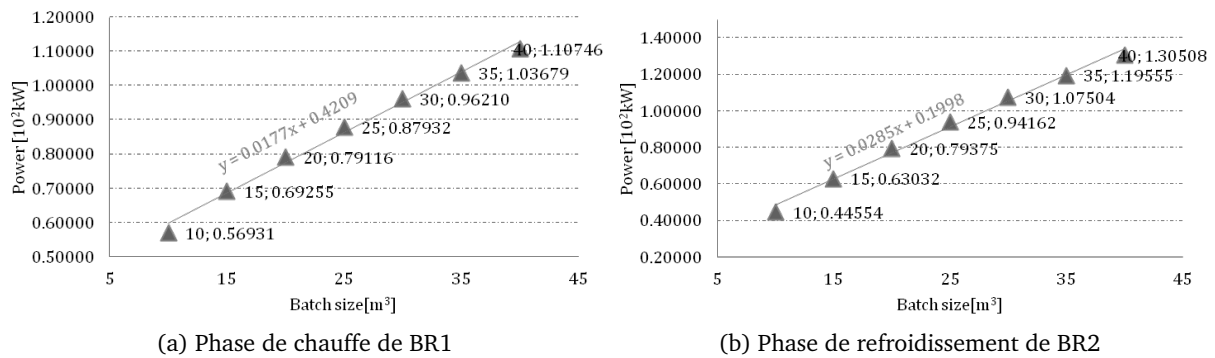 1.20000
1.10000
1.00000
0.90000
0.80000
0.70000
0.60000
0.50000
Power [10²kW]
y = 0.0177x + 0.4209
10; 0.56931
15; 0.69255
20; 0.79116
25; 0.87932
30; 0.96210
35; 1.03679
40; 1.10746
5 15 25 35 45
Batch size[m³]
(a) Phase de chauffe de BR1
1.40000
1.20000
1.00000
0.80000
0.60000
0.40000
0.20000
Power [10²kW]
y = 0.0285x + 0.1998
10; 0.44554
15; 0.63032
20; 0.79375
25; 0.94162
30; 1.07504
35; 1.19555
40; 1.30508
5 15 25 35 45
Batch size[m³]
(b) Phase de refroidissement de BR2